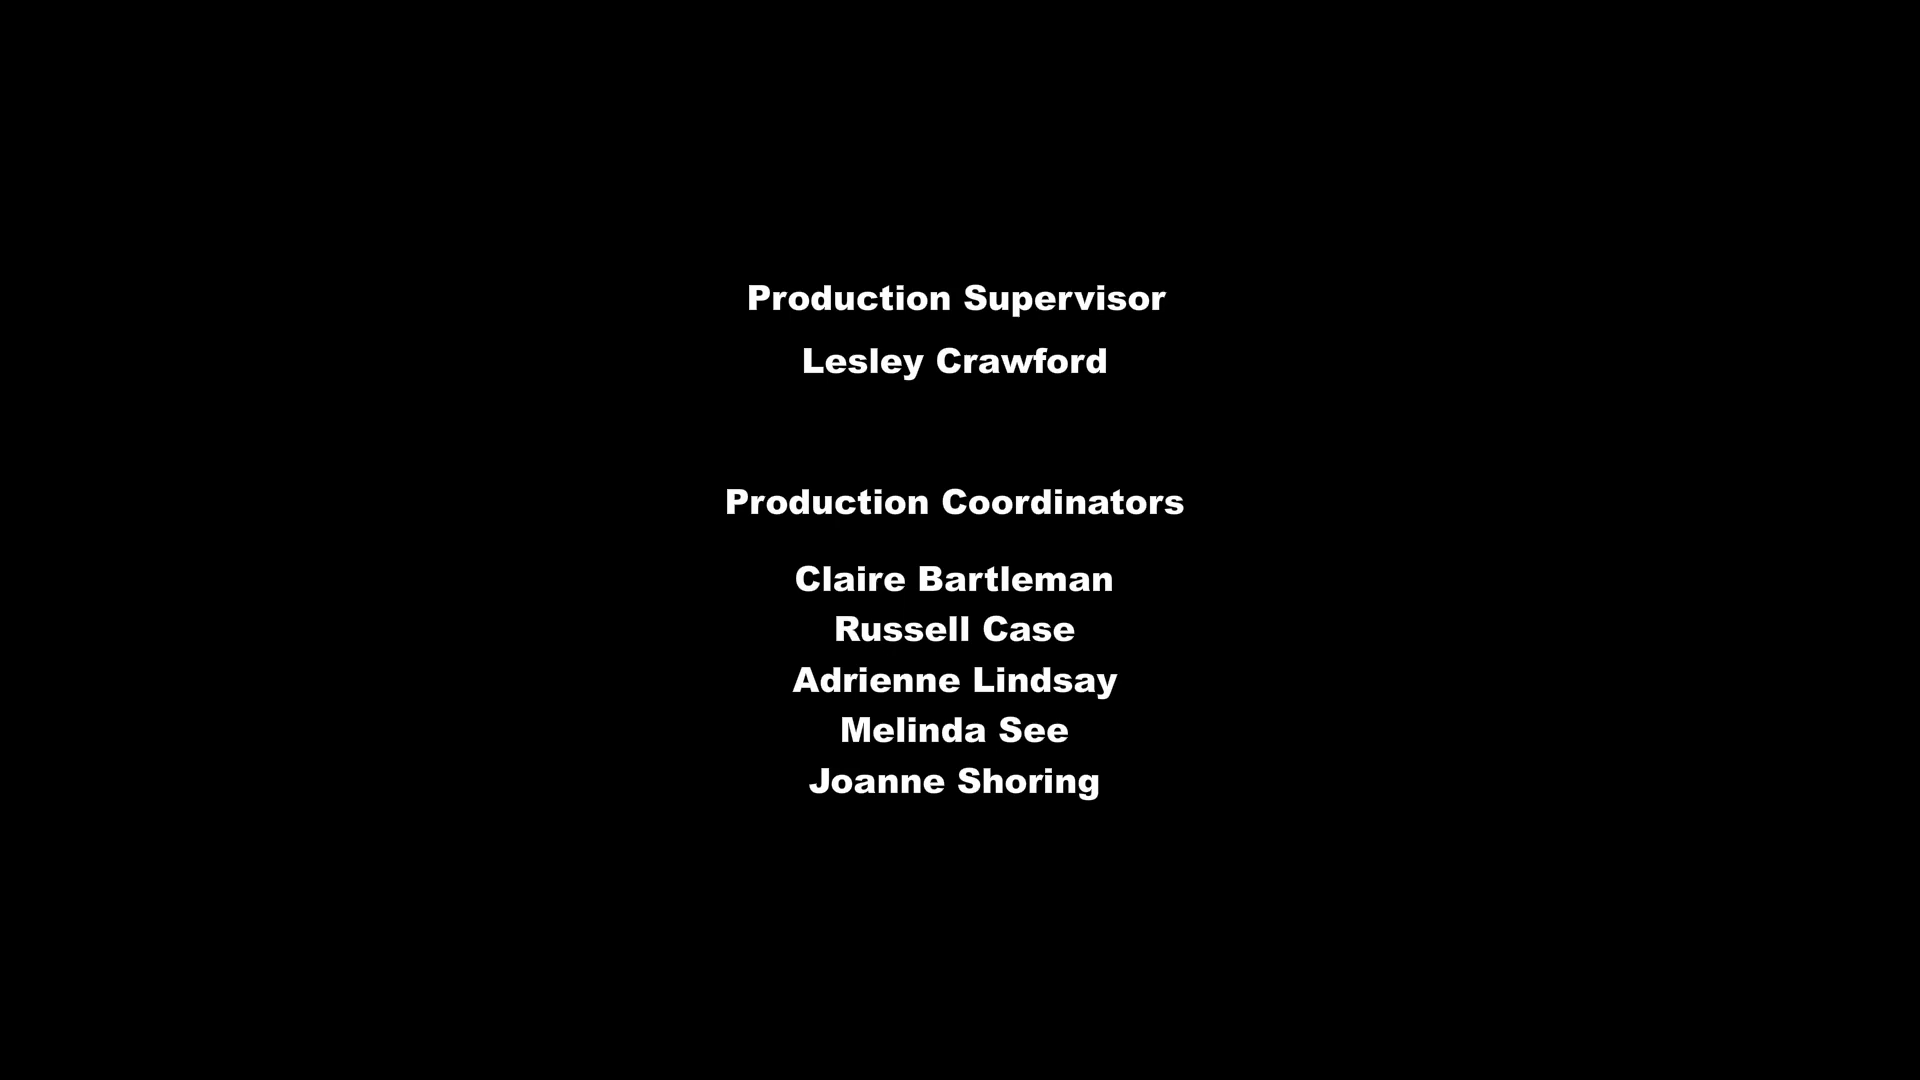 Production Supervisor
Lesley Crawford
Production Coordinators
Claire Bartleman
Russell Case
Adrienne Lindsay
Melinda See
Joanne Shoring